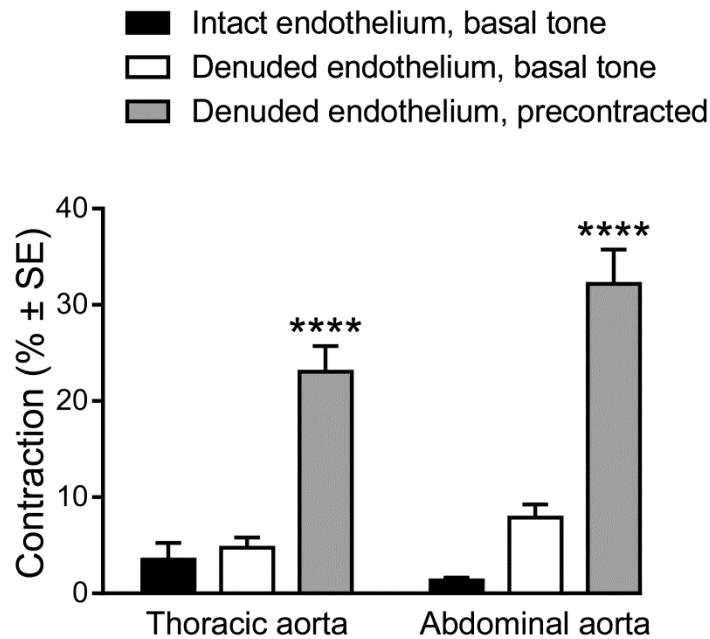 Intact endothelium, basal tone
Denuded endothelium, basal tone
Denuded endothelium, precontracted
Contraction (% ± SE)
40
30
20
10
0
****
****
Thoracic aorta
Abdominal aorta